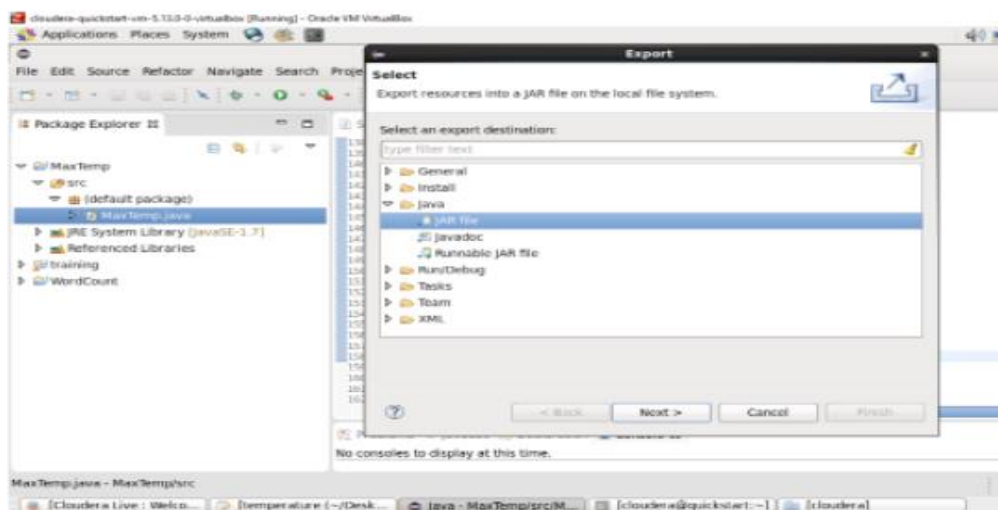 cloudera-quickstart-vm-5.13.0-0-virtualbox [Running] - Oracle VM VirtualBox
Applications Places System
File Edit Source Refactor Navigate Search Proje
Package Explorer
MaxTemp
src
(default package)
MaxTemp.java
JRE System Library [JavaSE-1.7]
Referenced Libraries
training
WordCount
Export
Select
Export resources into a JAR file on the local file system.
Select an export destination:
type filter text
General
Install
Java
JAR file
Javadoc
Runnable JAR file
Run/Debug
Tasks
Team
XML
< Back Next > Cancel Finish
No consoles to display at this time.
MaxTemp.java - MaxTemp/src
[Cloudera Live : Welco... [temperature (~/Desk... Java - MaxTemp/src/M... [cloudera@quickstart:~] [cloudera]